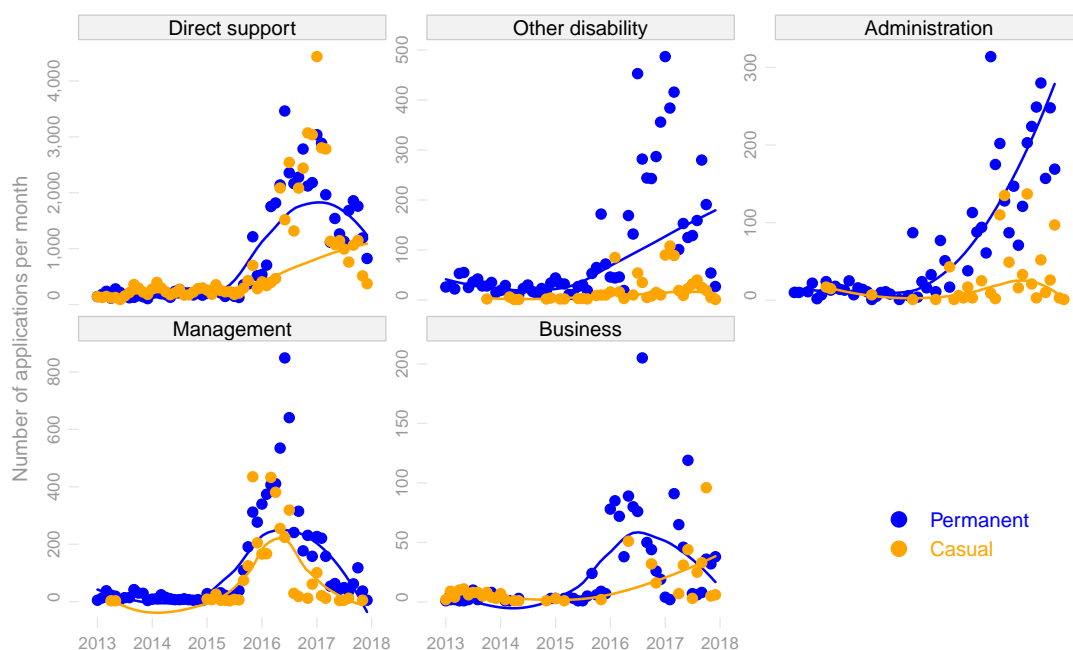 Direct support
Other disability
Administration
Number of applications per month
0
1,000
2,000
3,000
4,000
0
100
200
300
400
500
0
100
200
300
Management
Business
0
200
400
600
800
0
50
100
150
200
Permanent
Casual
2013 2014 2015 2016 2017 2018
2013 2014 2015 2016 2017 2018